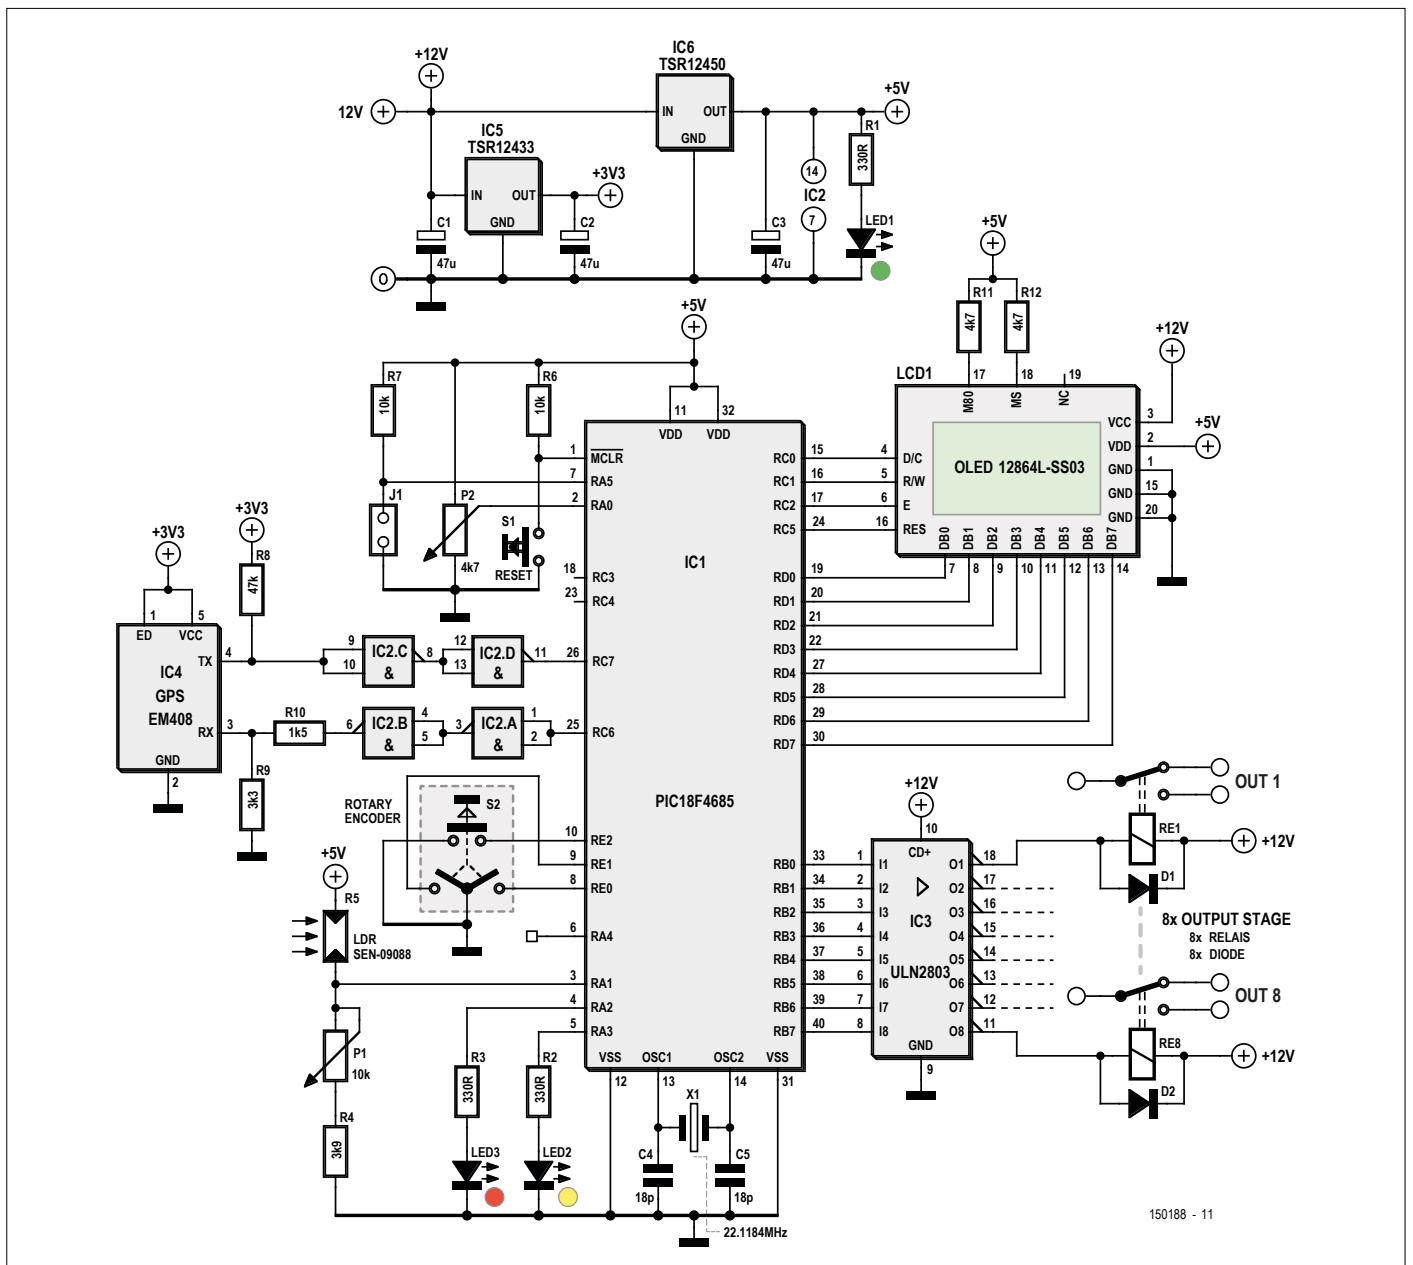 +12V
12V
IC6
TSR12450
IN
OUT
GND
+5V
R1
330R
14
IC2
7
LED1
IC5
TSR12433
IN
OUT
GND
+3V3
C1
47u
C2
47u
C3
47u
0
+5V
R11
4k7
R12
4k7
+12V
LCD1
17
18
19
M80
MS
NC
VCC
3
VDD
2
+5V
GND
1
GND
15
GND
20
OLED 12864L-SS03
4
D/C
5
R/W
6
E
16
RES
DB0
DB1
DB2
DB3
DB4
DB5
DB6
DB7
7
8
9
10
11
12
13
14
+5V
R7
10k
R6
10k
11
32
VDD
VDD
1
MCLR
7
RA5
2
RA0
J1
P2
4k7
S1
RESET
18
RC3
23
RC4
RC0
15
RC1
16
RC2
17
RC5
24
IC1
RD0
19
RD1
20
RD2
21
RD3
22
RD4
27
RD5
28
RD6
29
RD7
30
+3V3
+3V3
R8
47k
1
5
ED
VCC
TX
4
IC4
GPS
EM408
RX
3
GND
2
R10
1k5
R9
3k3
9
10
IC2.C
&
8
12
13
IC2.D
&
11
26
RC7
6
IC2.B
&
4
5
3
IC2.A
&
1
2
25
RC6
PIC18F4685
ROTARY
ENCODER
S2
10
RE2
9
RE1
8
RE0
6
RA4
3
RA1
4
RA2
5
RA3
+5V
R5
LDR
SEN-09088
P1
10k
R4
3k9
R3
330R
R2
330R
LED3
LED2
VSS
OSC1
OSC2
VSS
12
13
14
31
X1
C4
18p
C5
18p
22.1184MHz
RB0
33
RB1
34
RB2
35
RB3
36
RB4
37
RB5
38
RB6
39
RB7
40
+12V
10
CD+
IC3
ULN2803
GND
9
1
I1
2
I2
3
I3
4
I4
5
I5
6
I6
7
I7
8
I8
O1
18
O2
17
O3
16
O4
15
O5
14
O6
13
O7
12
O8
11
OUT 1
RE1
+12V
D1
8x OUTPUT STAGE
8x RELAIS
8x DIODE
OUT 8
RE8
+12V
D2
150188 - 11